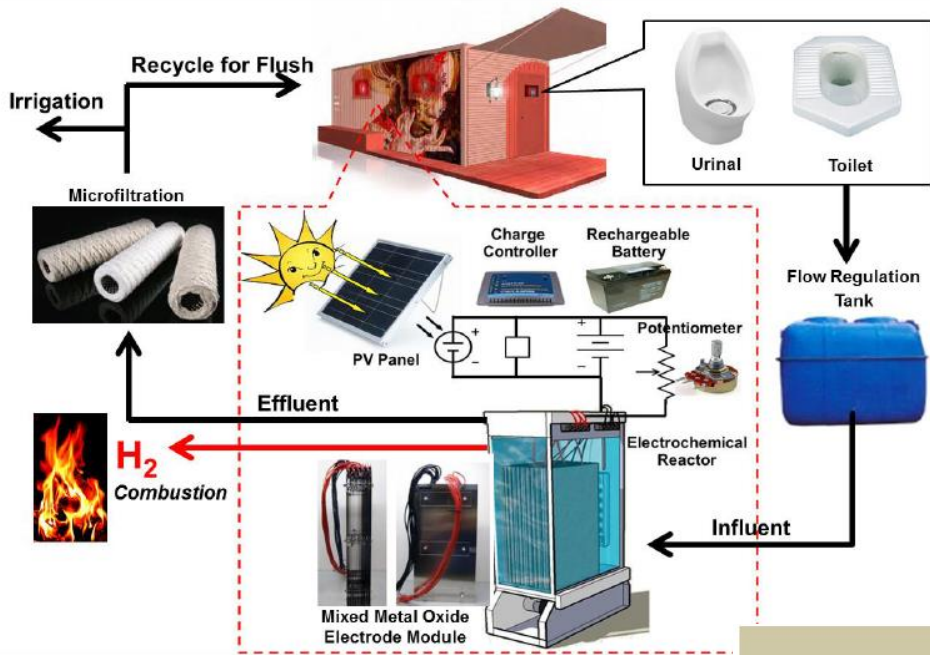 Recycle for Flush
Irrigation
Urinal
Toilet
Microfiltration
Charge
Controller
Rechargeable
Battery
Flow Regulation
Tank
+
+
Potentiometer
−
−
PV Panel
Effluent
Electrochemical
Reactor
H2
Combustion
Influent
Mixed Metal Oxide
Electrode Module